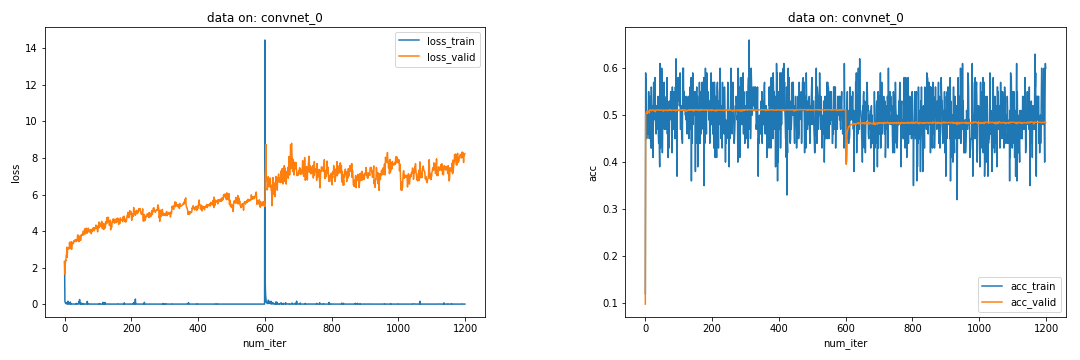 data on: convnet_0
loss
14
12
10
8
6
4
2
0
loss_train
loss_valid
0 200 400 600 800 1000 1200
num_iter
data on: convnet_0
acc
0.6
0.5
0.4
0.3
0.2
0.1
acc_train
acc_valid
0 200 400 600 800 1000 1200
num_iter